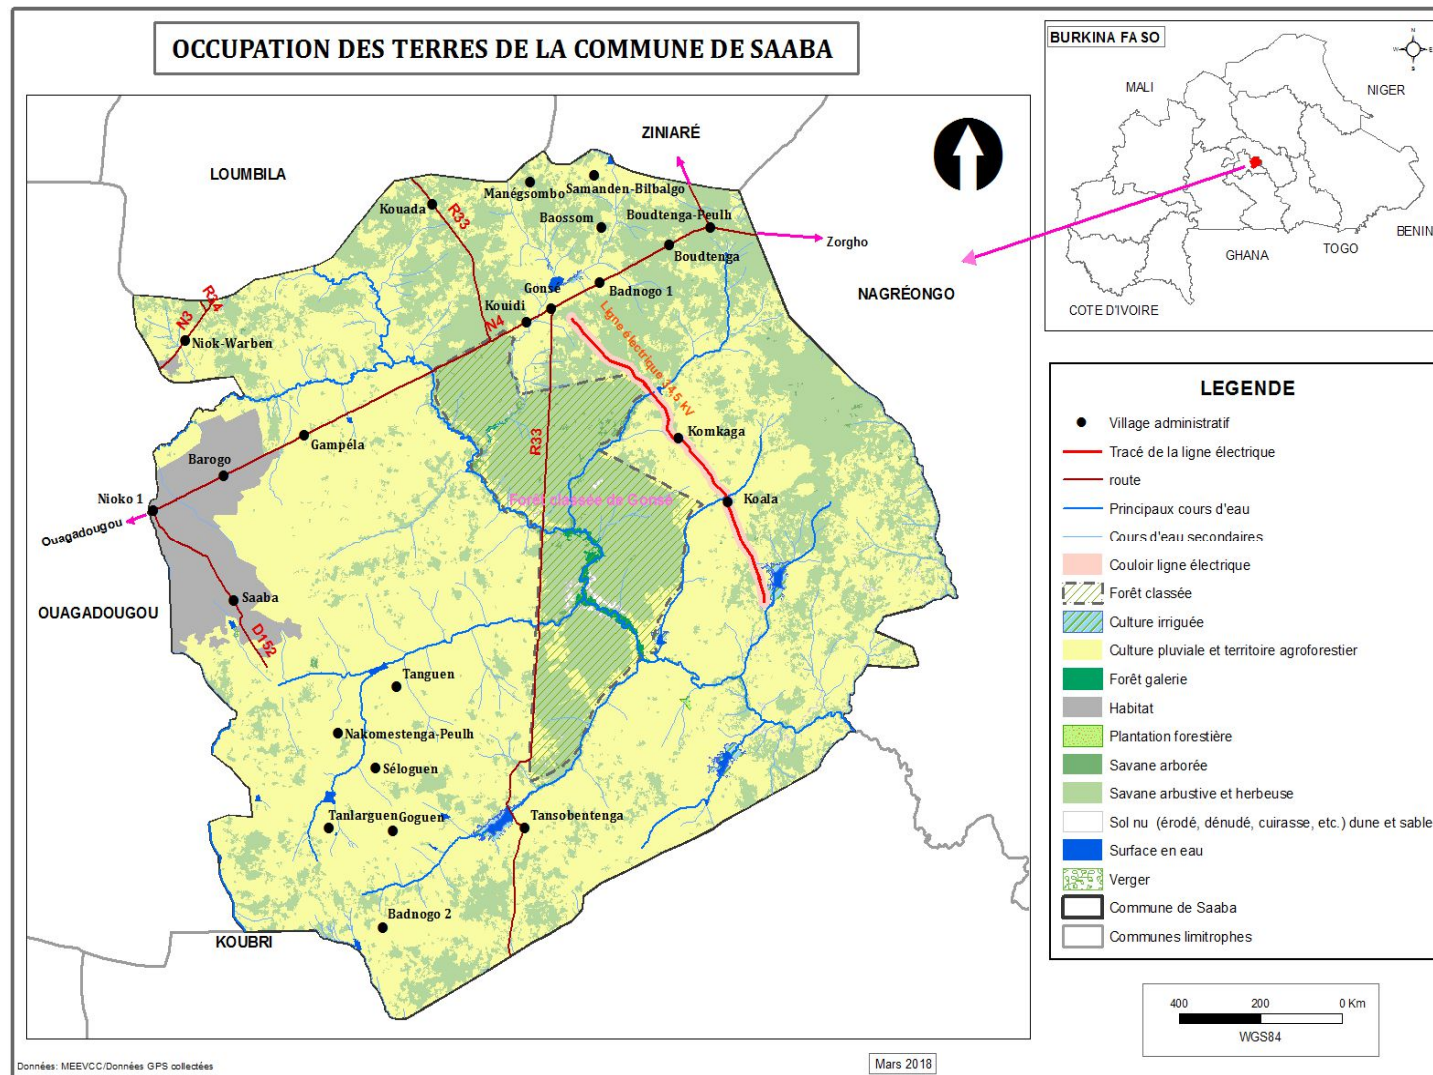 OCCUPATION DES TERRES DE LA COMMUNE DE SAABA
BURKINA FASO
N
W
E
S
MALI
NIGER
BENIN
TOGO
GHANA
COTE D'IVOIRE
ZINIARÉ
LOUMBILA
NAGRÉONGO
OUAGADOUGOU
KOUBRI
Zorgho
Ouagadougou
Manégsombo
Samanden-Bilbalgo
Kouada
R33
Baossom
Boudtenga-Peulh
Boudtenga
Badnogo 1
Gonsé
Kouidi
N4
R34
N3
Niok-Warben
Ligne électrique 34,5 kV
Gampéla
Barogo
Nioko 1
R33
Komkaga
Koala
Forêt classée de Gonsé
Saaba
D152
Tanguen
Nakomestenga-Peulh
Séloguen
Tanlarguen
Goguen
Tansobentenga
Badnogo 2
LEGENDE
Village administratif
Tracé de la ligne électrique
route
Principaux cours d'eau
Cours d'eau secondaires
Couloir ligne électrique
Forêt classée
Culture irriguée
Culture pluviale et territoire agroforestier
Forêt galerie
Habitat
Plantation forestière
Savane arborée
Savane arbustive et herbeuse
Sol nu (érodé, dénudé, cuirasse, etc.) dune et sable
Surface en eau
Verger
Commune de Saaba
Communes limitrophes
400 200 0 Km
WGS84
Données: MEEVCC/Données GPS collectées
Mars 2018